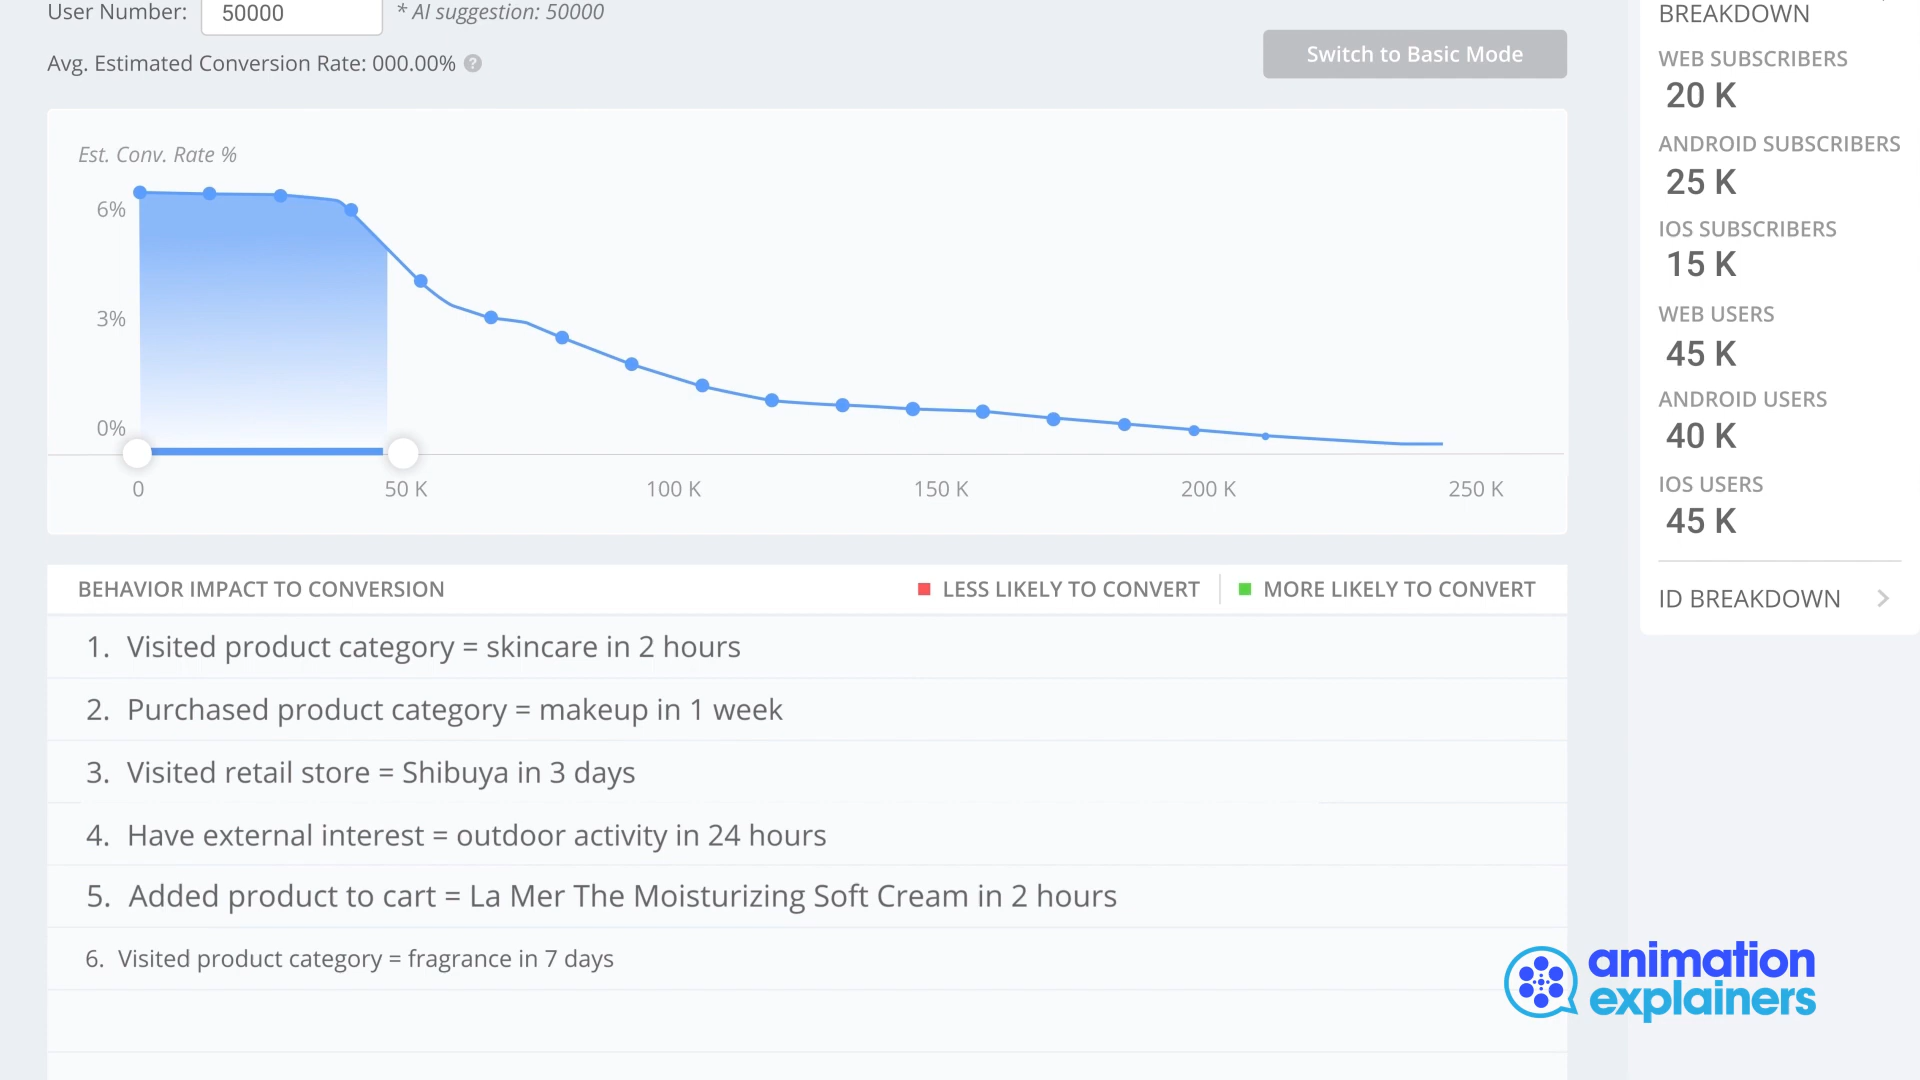 User Number: 50000 * AI suggestion: 50000
Avg. Estimated Conversion Rate: 000.00% ?
Switch to Basic Mode
Est. Conv. Rate %
6%
3%
0%
0 50 K 100 K 150 K 200 K 250 K
BEHAVIOR IMPACT TO CONVERSION LESS LIKELY TO CONVERT MORE LIKELY TO CONVERT
1. Visited product category = skincare in 2 hours
2. Purchased product category = makeup in 1 week
3. Visited retail store = Shibuya in 3 days
4. Have external interest = outdoor activity in 24 hours
5. Added product to cart = La Mer The Moisturizing Soft Cream in 2 hours
6. Visited product category = fragrance in 7 days
BREAKDOWN
WEB SUBSCRIBERS
20 K
ANDROID SUBSCRIBERS
25 K
IOS SUBSCRIBERS
15 K
WEB USERS
45 K
ANDROID USERS
40 K
IOS USERS
45 K
ID BREAKDOWN
animation
explainers